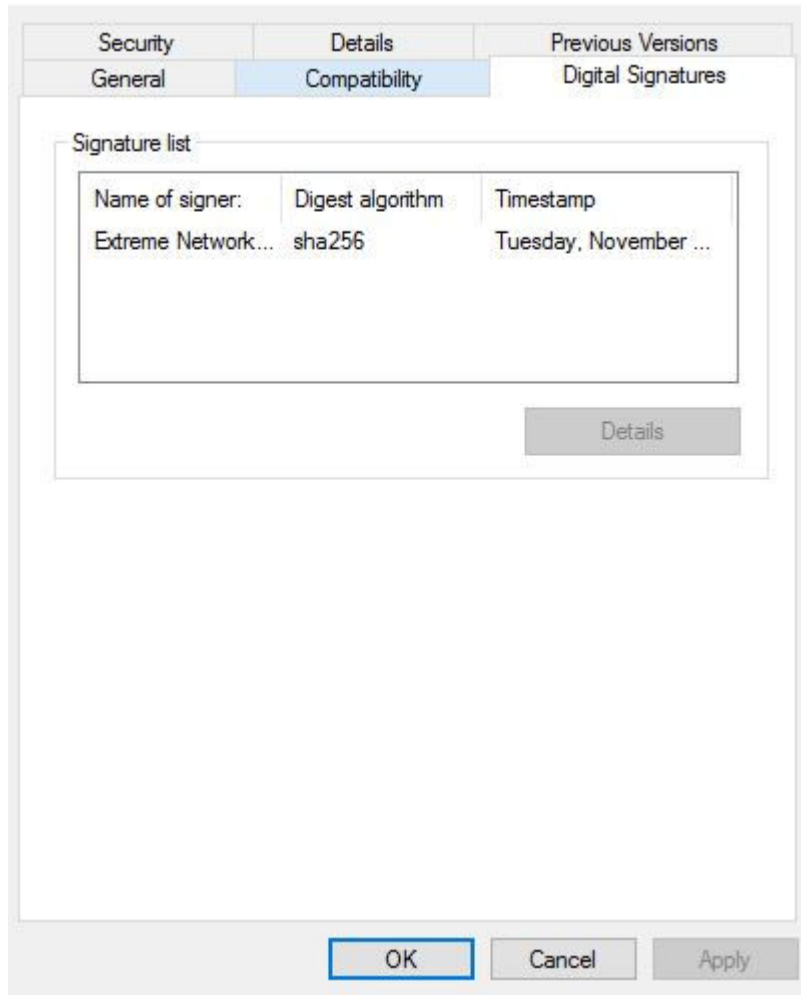 Security Details Previous Versions
General Compatibility Digital Signatures
Signature list
Name of signer: Digest algorithm Timestamp
Extreme Network... sha256 Tuesday, November ...
Details
OK Cancel Apply